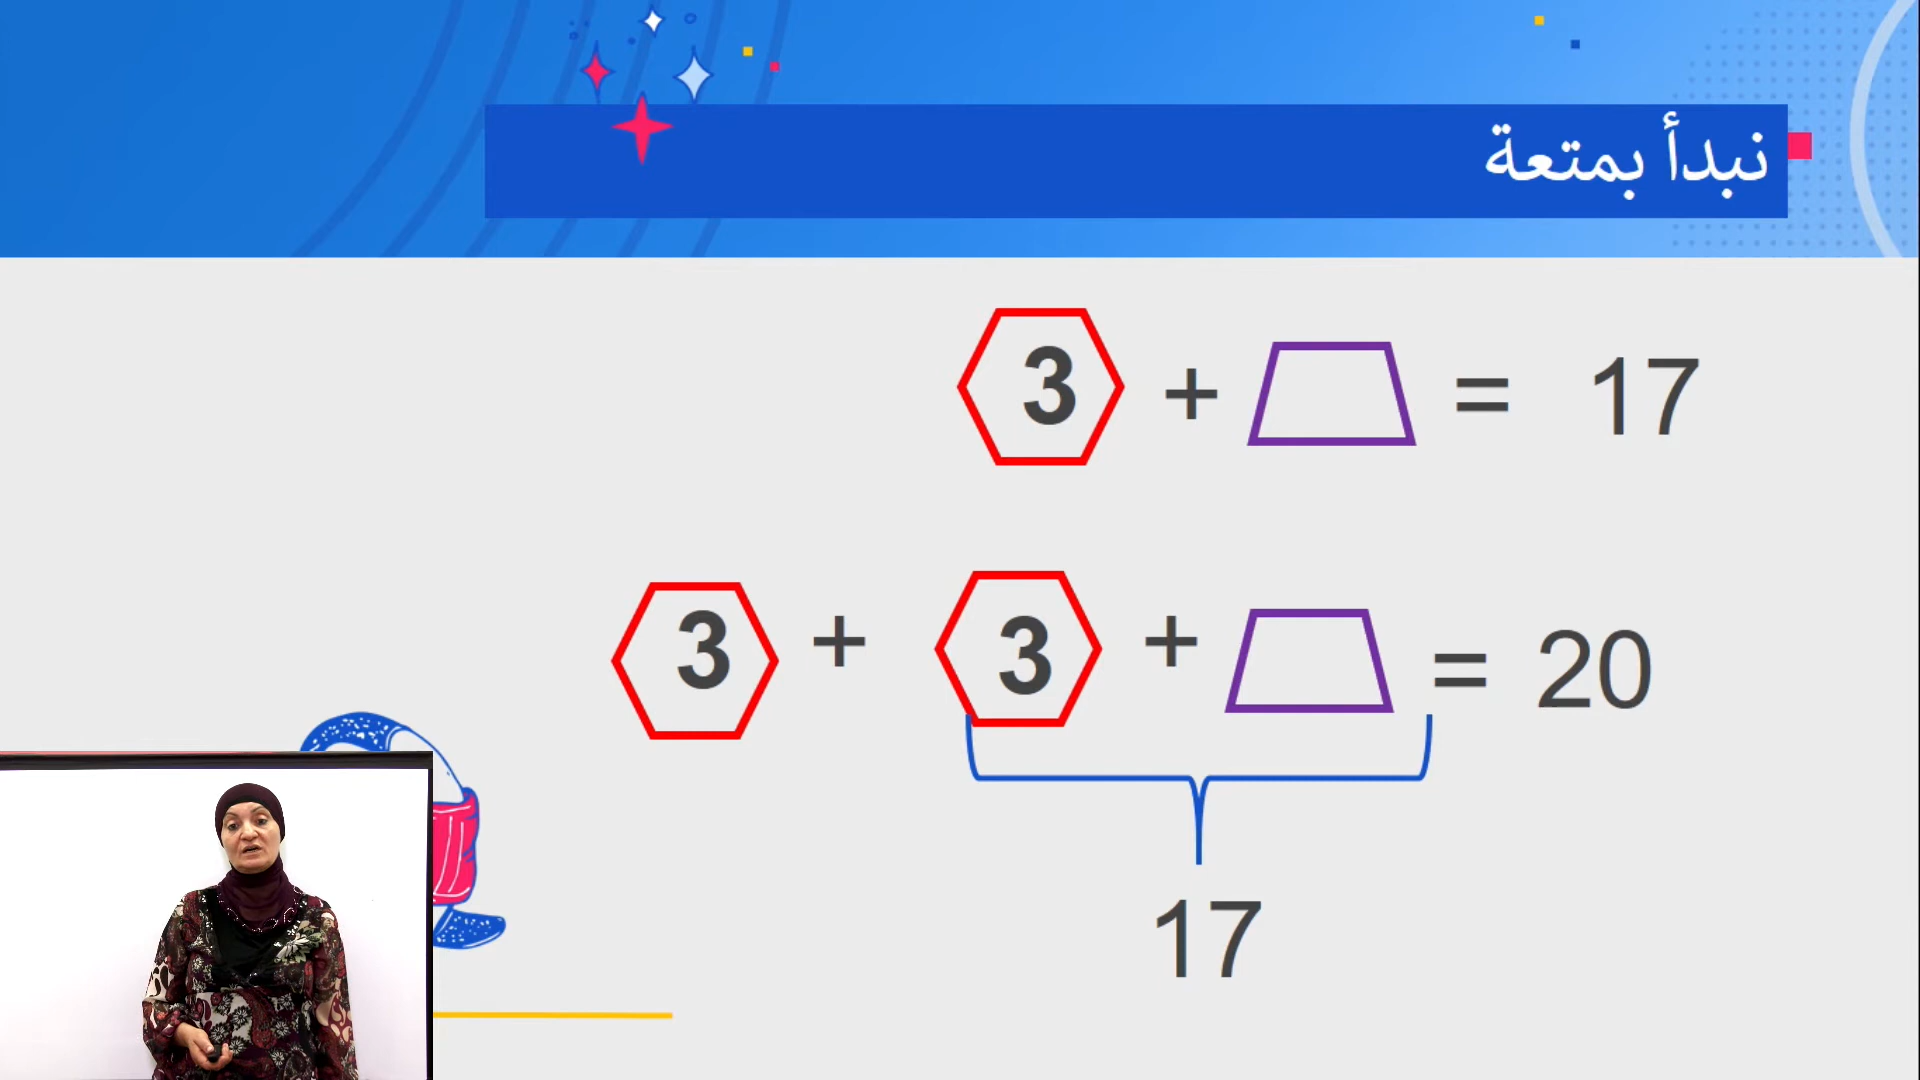 نبدأ بمتعة
3 + = 17
3 + 3 + = 20
17